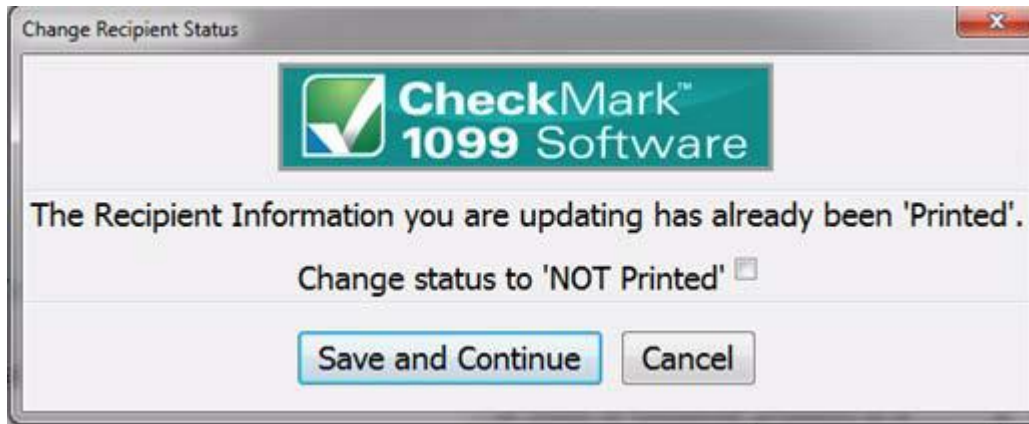 Change Recipient Status
CheckMark™
1099 Software
The Recipient Information you are updating has already been 'Printed'.
Change status to 'NOT Printed'
Save and Continue
Cancel